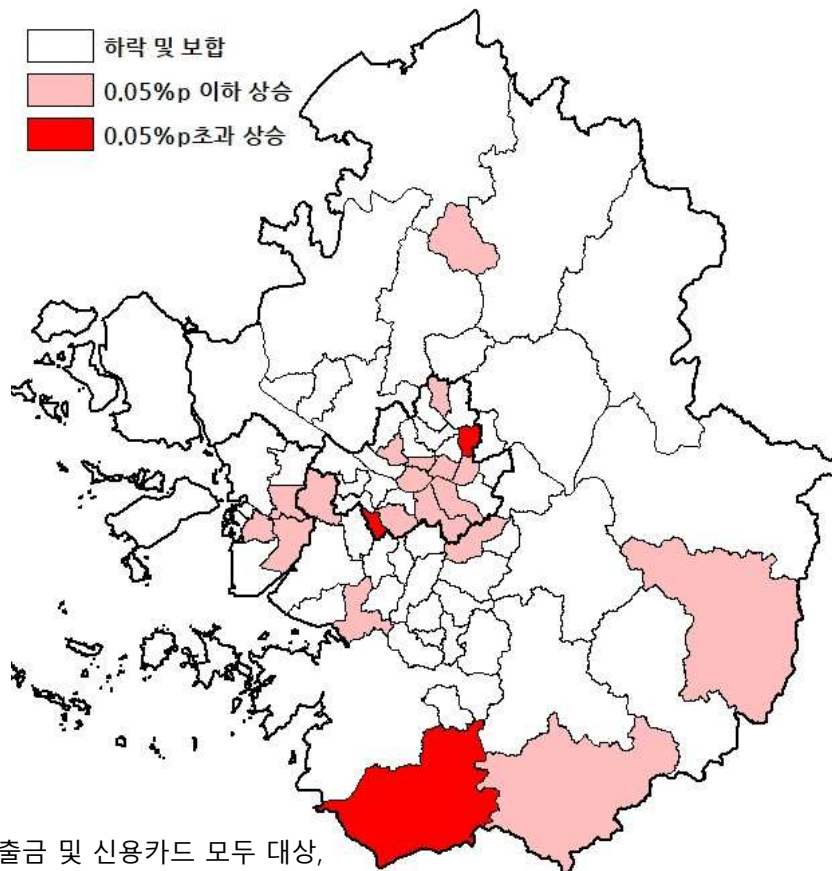 하락 및 보합
0.05%p 이하 상승
0.05%p초과 상승
출금 및 신용카드 모두 대상,